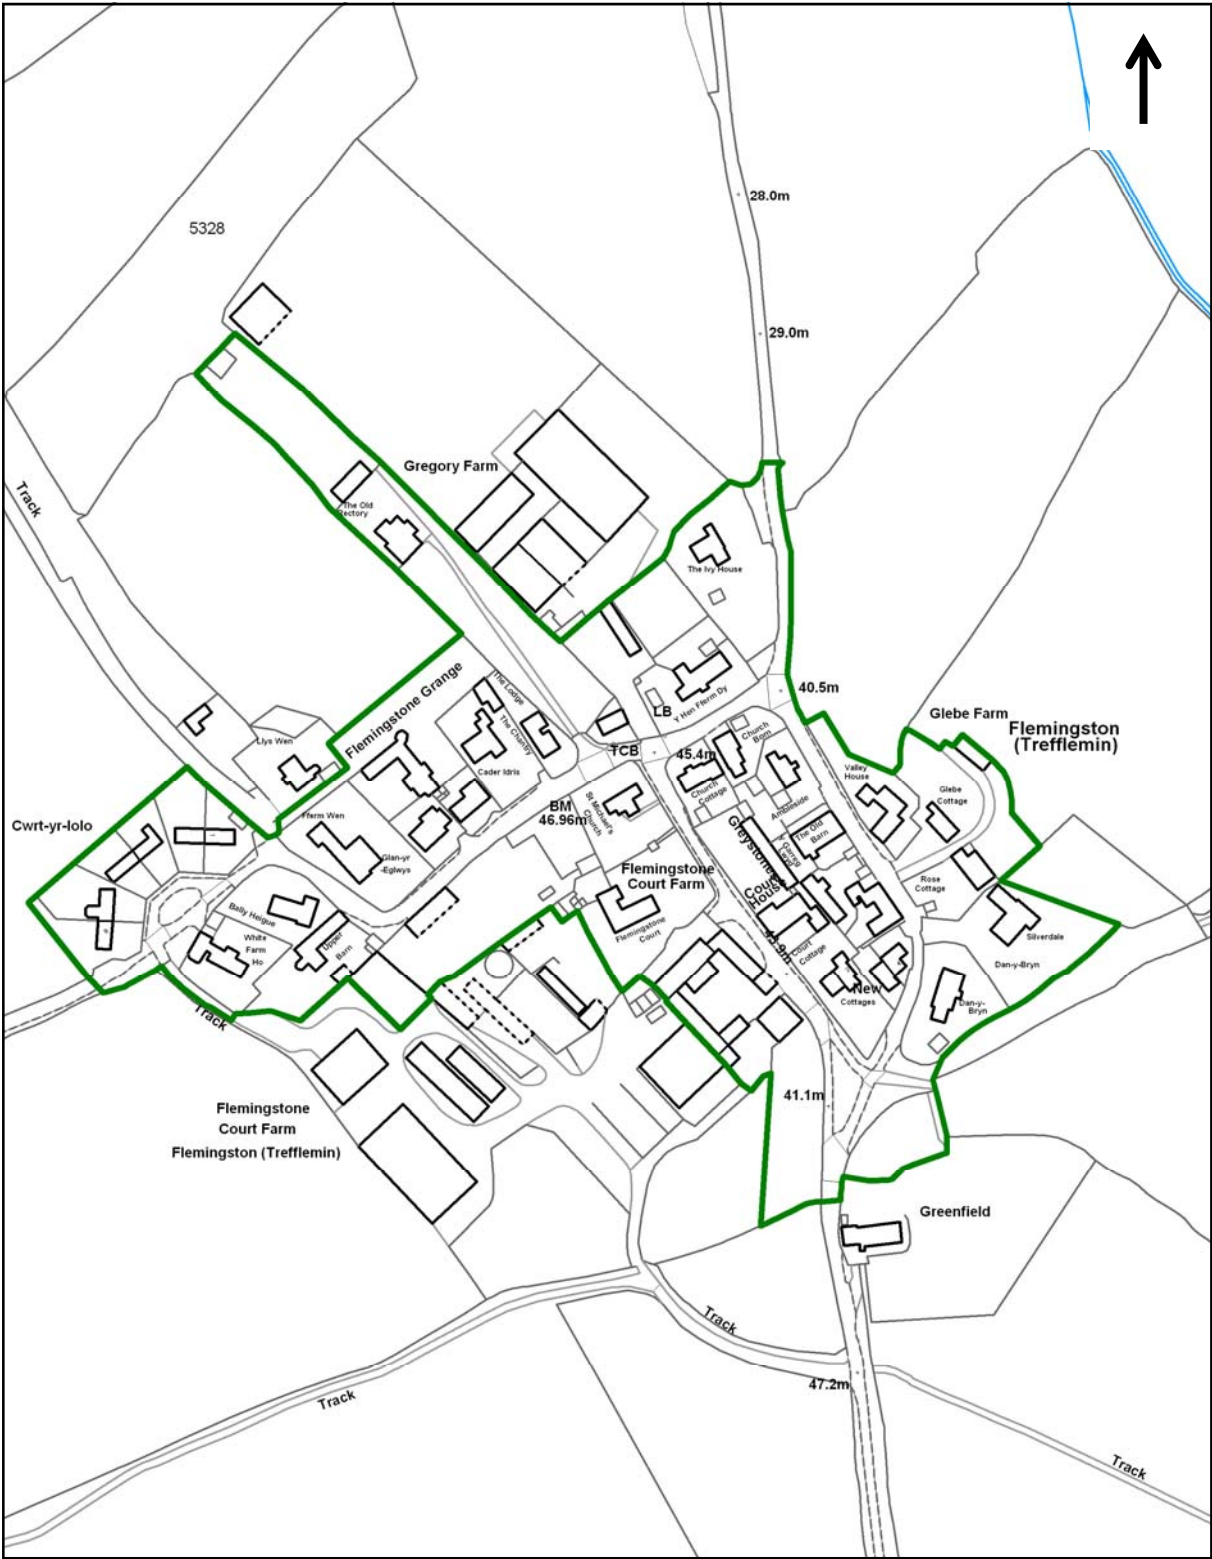 28.0m
5328
29.0m
Track
Gregory Farm
The Old
Rectory
The Ivy House
Flemingstone Grange
The Lodge
The Chantry
Cader Idris
Y Hen Fferm Dy
LB
TCB
40.5m
45.4m
Church
Cottage
Glebe Farm
Flemingston
(Trefflemin)
Valley
House
Glebe
Cottage
Llys Wen
Cwrt-yr-Iolo
Fferm Wen
Glan-yr
-Eglwys
BM
46.96m
St Michael's
Church
Ambleside
The Old
Barn
Greystones
Court
House
Flemingstone
Court Farm
Flemingstone
Court
Rose
Cottage
Silverdale
Dan-y-Bryn
Dan-y-
Bryn
Bally Heigue
White
Farm
Ho
Upper
Barn
Court
Cottage
New
Cottages
Track
41.1m
Flemingstone
Court Farm
Flemingston (Trefflemin)
Greenfield
Track
47.2m
Track
Track